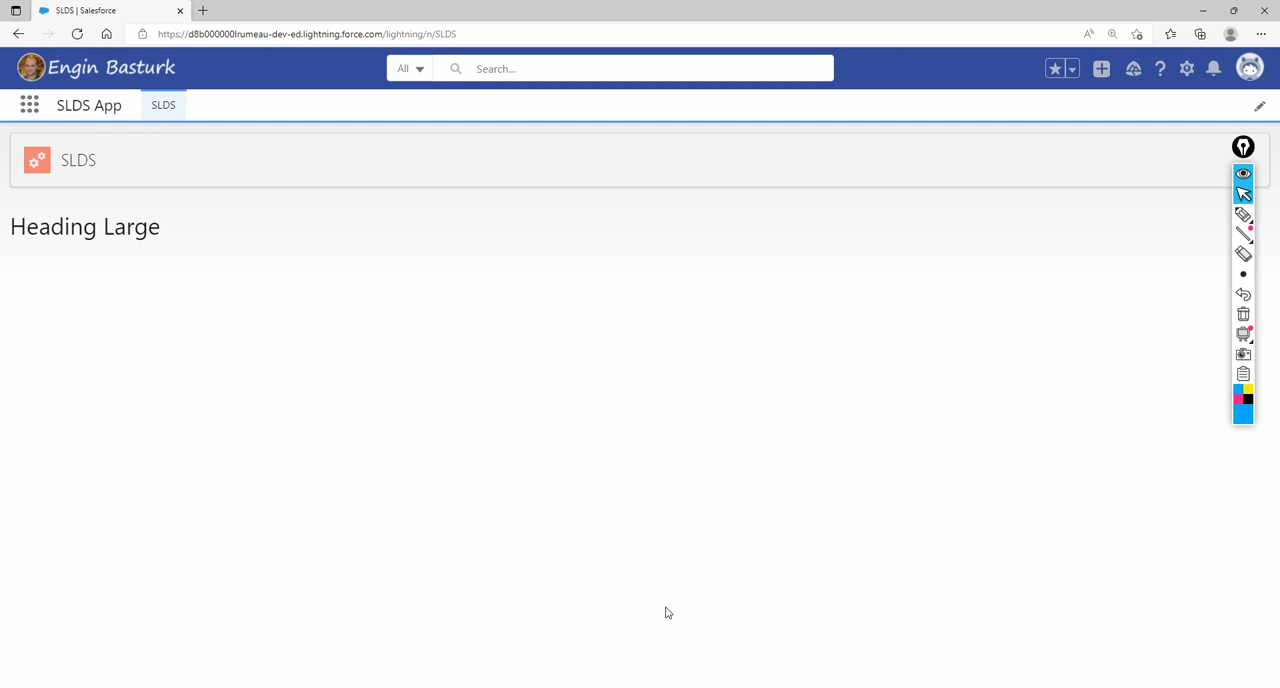 SLDS | Salesforce
https://d8b000000lrumeau-dev-ed.lightning.force.com/lightning/n/SLDS
Engin Basturk
All
Search...
SLDS App
SLDS
SLDS
Heading Large